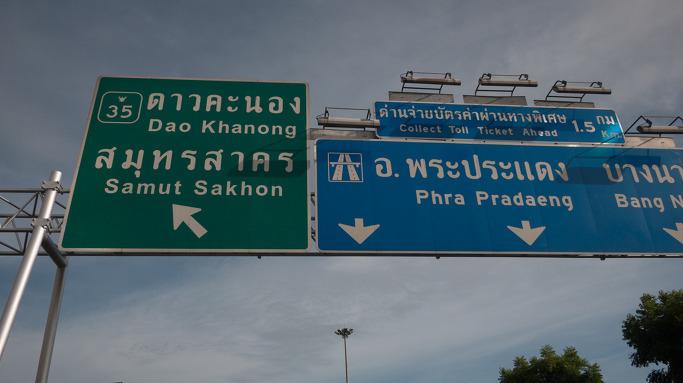 35
ดาวคะนอง
Dao Khanong
สมุทรสาคร
Samut Sakhon
ด่านจ่ายบัตรค่าผ่านทางพิเศษ 1.5 กม
Collect Toll Ticket Ahead Km
อ. พระประแดง
Phra Pradaeng
Bang